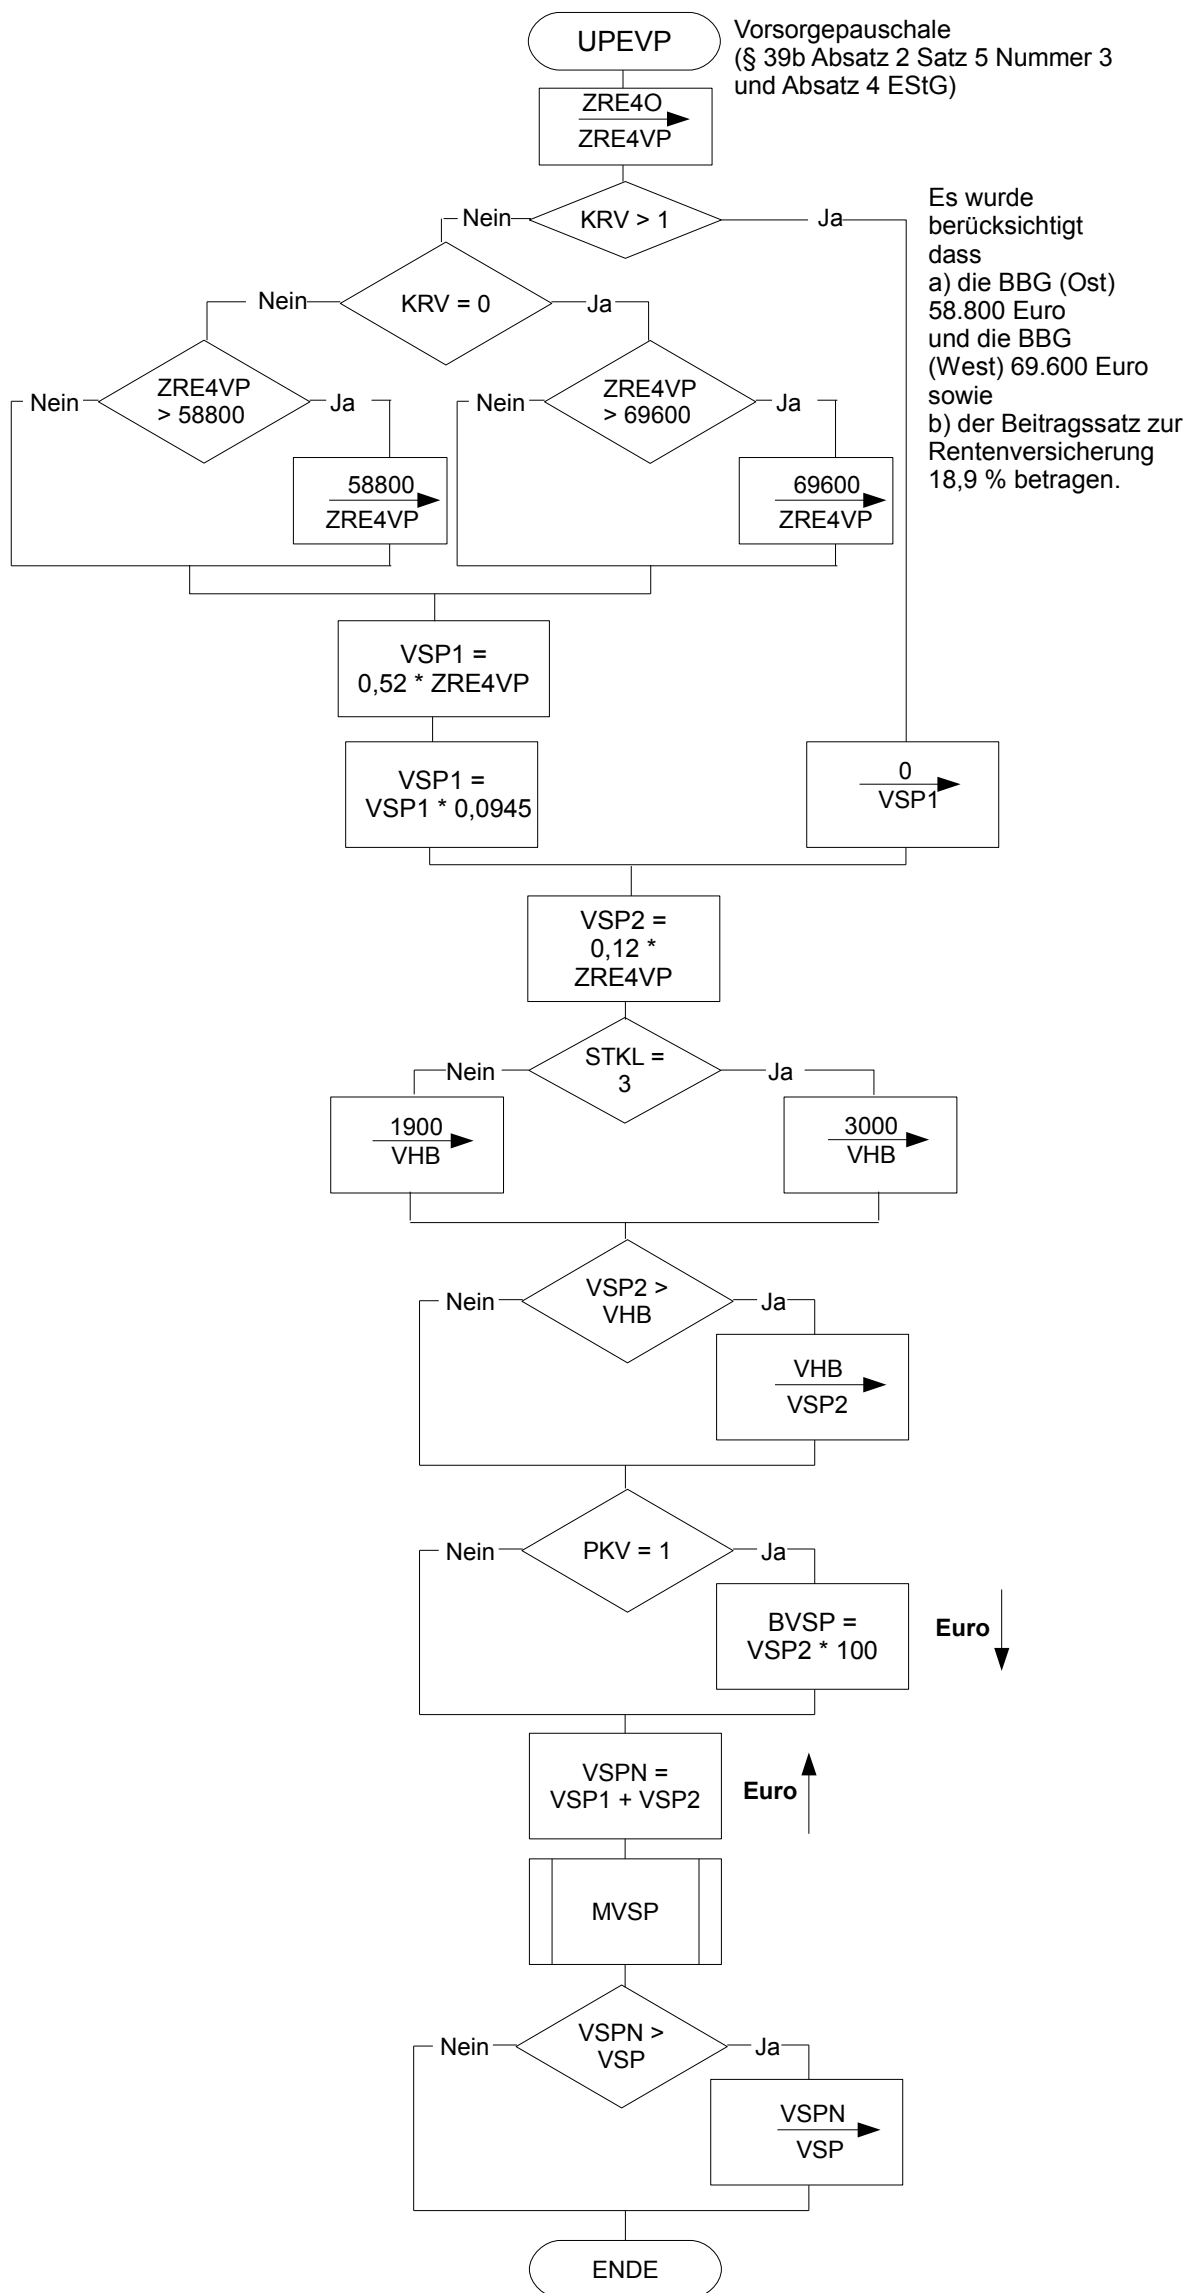 UPEVP
Vorsorgepauschale
(§ 39b Absatz 2 Satz 5 Nummer 3
und Absatz 4 EStG)
ZRE4O
ZRE4VP
Nein
KRV > 1
Ja
Es wurde
berücksichtigt
dass
a) die BBG (Ost)
58.800 Euro
und die BBG
(West) 69.600 Euro
sowie
b) der Beitragssatz zur
Rentenversicherung
18,9 % betragen.
Nein
KRV = 0
Ja
Nein
ZRE4VP
> 58800
Ja
Nein
ZRE4VP
> 69600
Ja
58800
ZRE4VP
69600
ZRE4VP
VSP1 =
0,52 * ZRE4VP
VSP1 =
VSP1 * 0,0945
0
VSP1
VSP2 =
0,12 *
ZRE4VP
Nein
STKL =
3
Ja
1900
VHB
3000
VHB
Nein
VSP2 >
VHB
Ja
VHB
VSP2
Nein
PKV = 1
Ja
BVSP =
VSP2 * 100
Euro
VSPN =
VSP1 + VSP2
Euro
MVSP
Nein
VSPN >
VSP
Ja
VSPN
VSP
ENDE